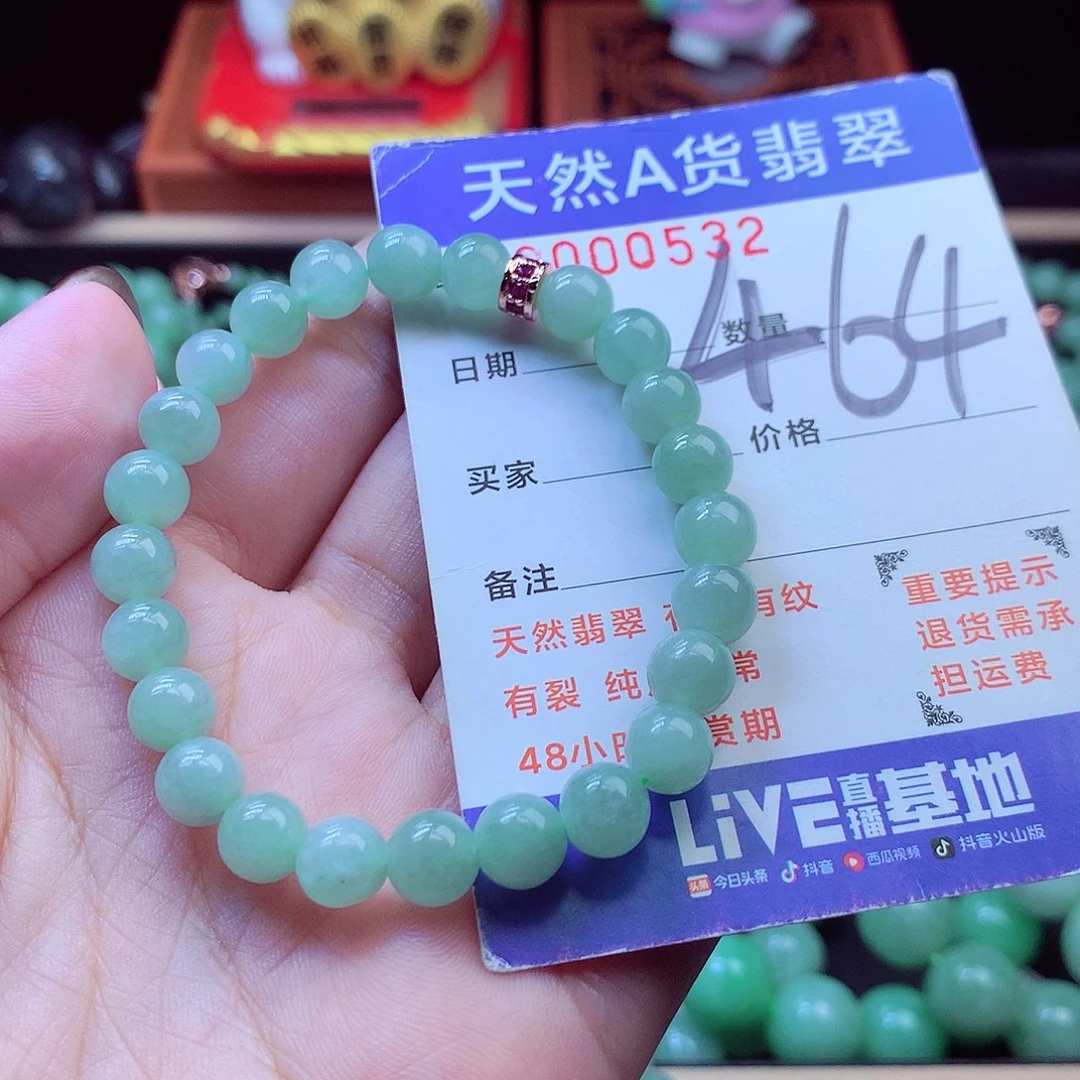 天然A货翡翠
000532
464
日期
数量
买家
价格
备注
天然翡翠 有纹
有裂 纯 常
48小 赏期
重要提示
退货需承
担运费
LiVE直播基地
头条 今日头条 抖音 西瓜视频 抖音火山版